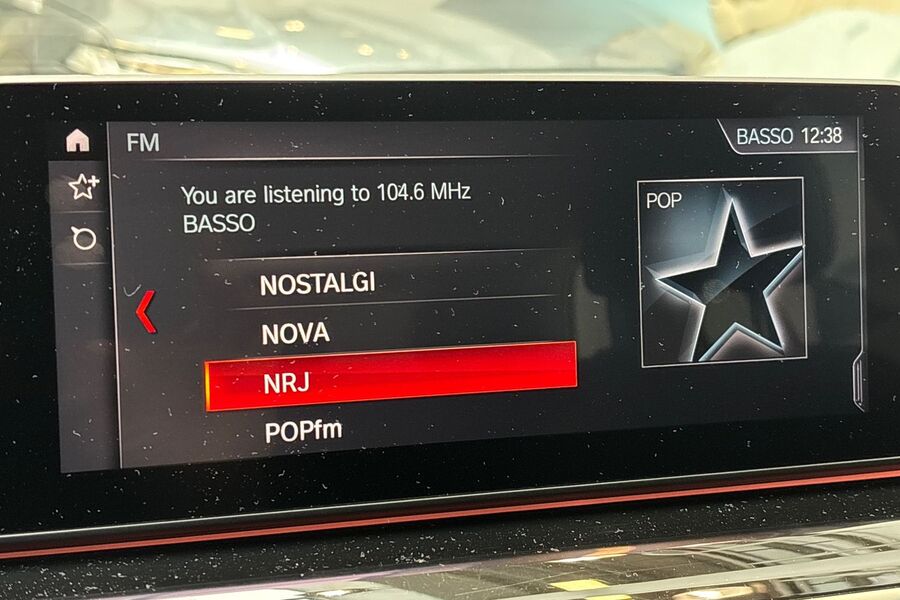 FM
BASSO 12:38
You are listening to 104.6 MHz
BASSO
POP
NOSTALGI
NOVA
NRJ
POPfm